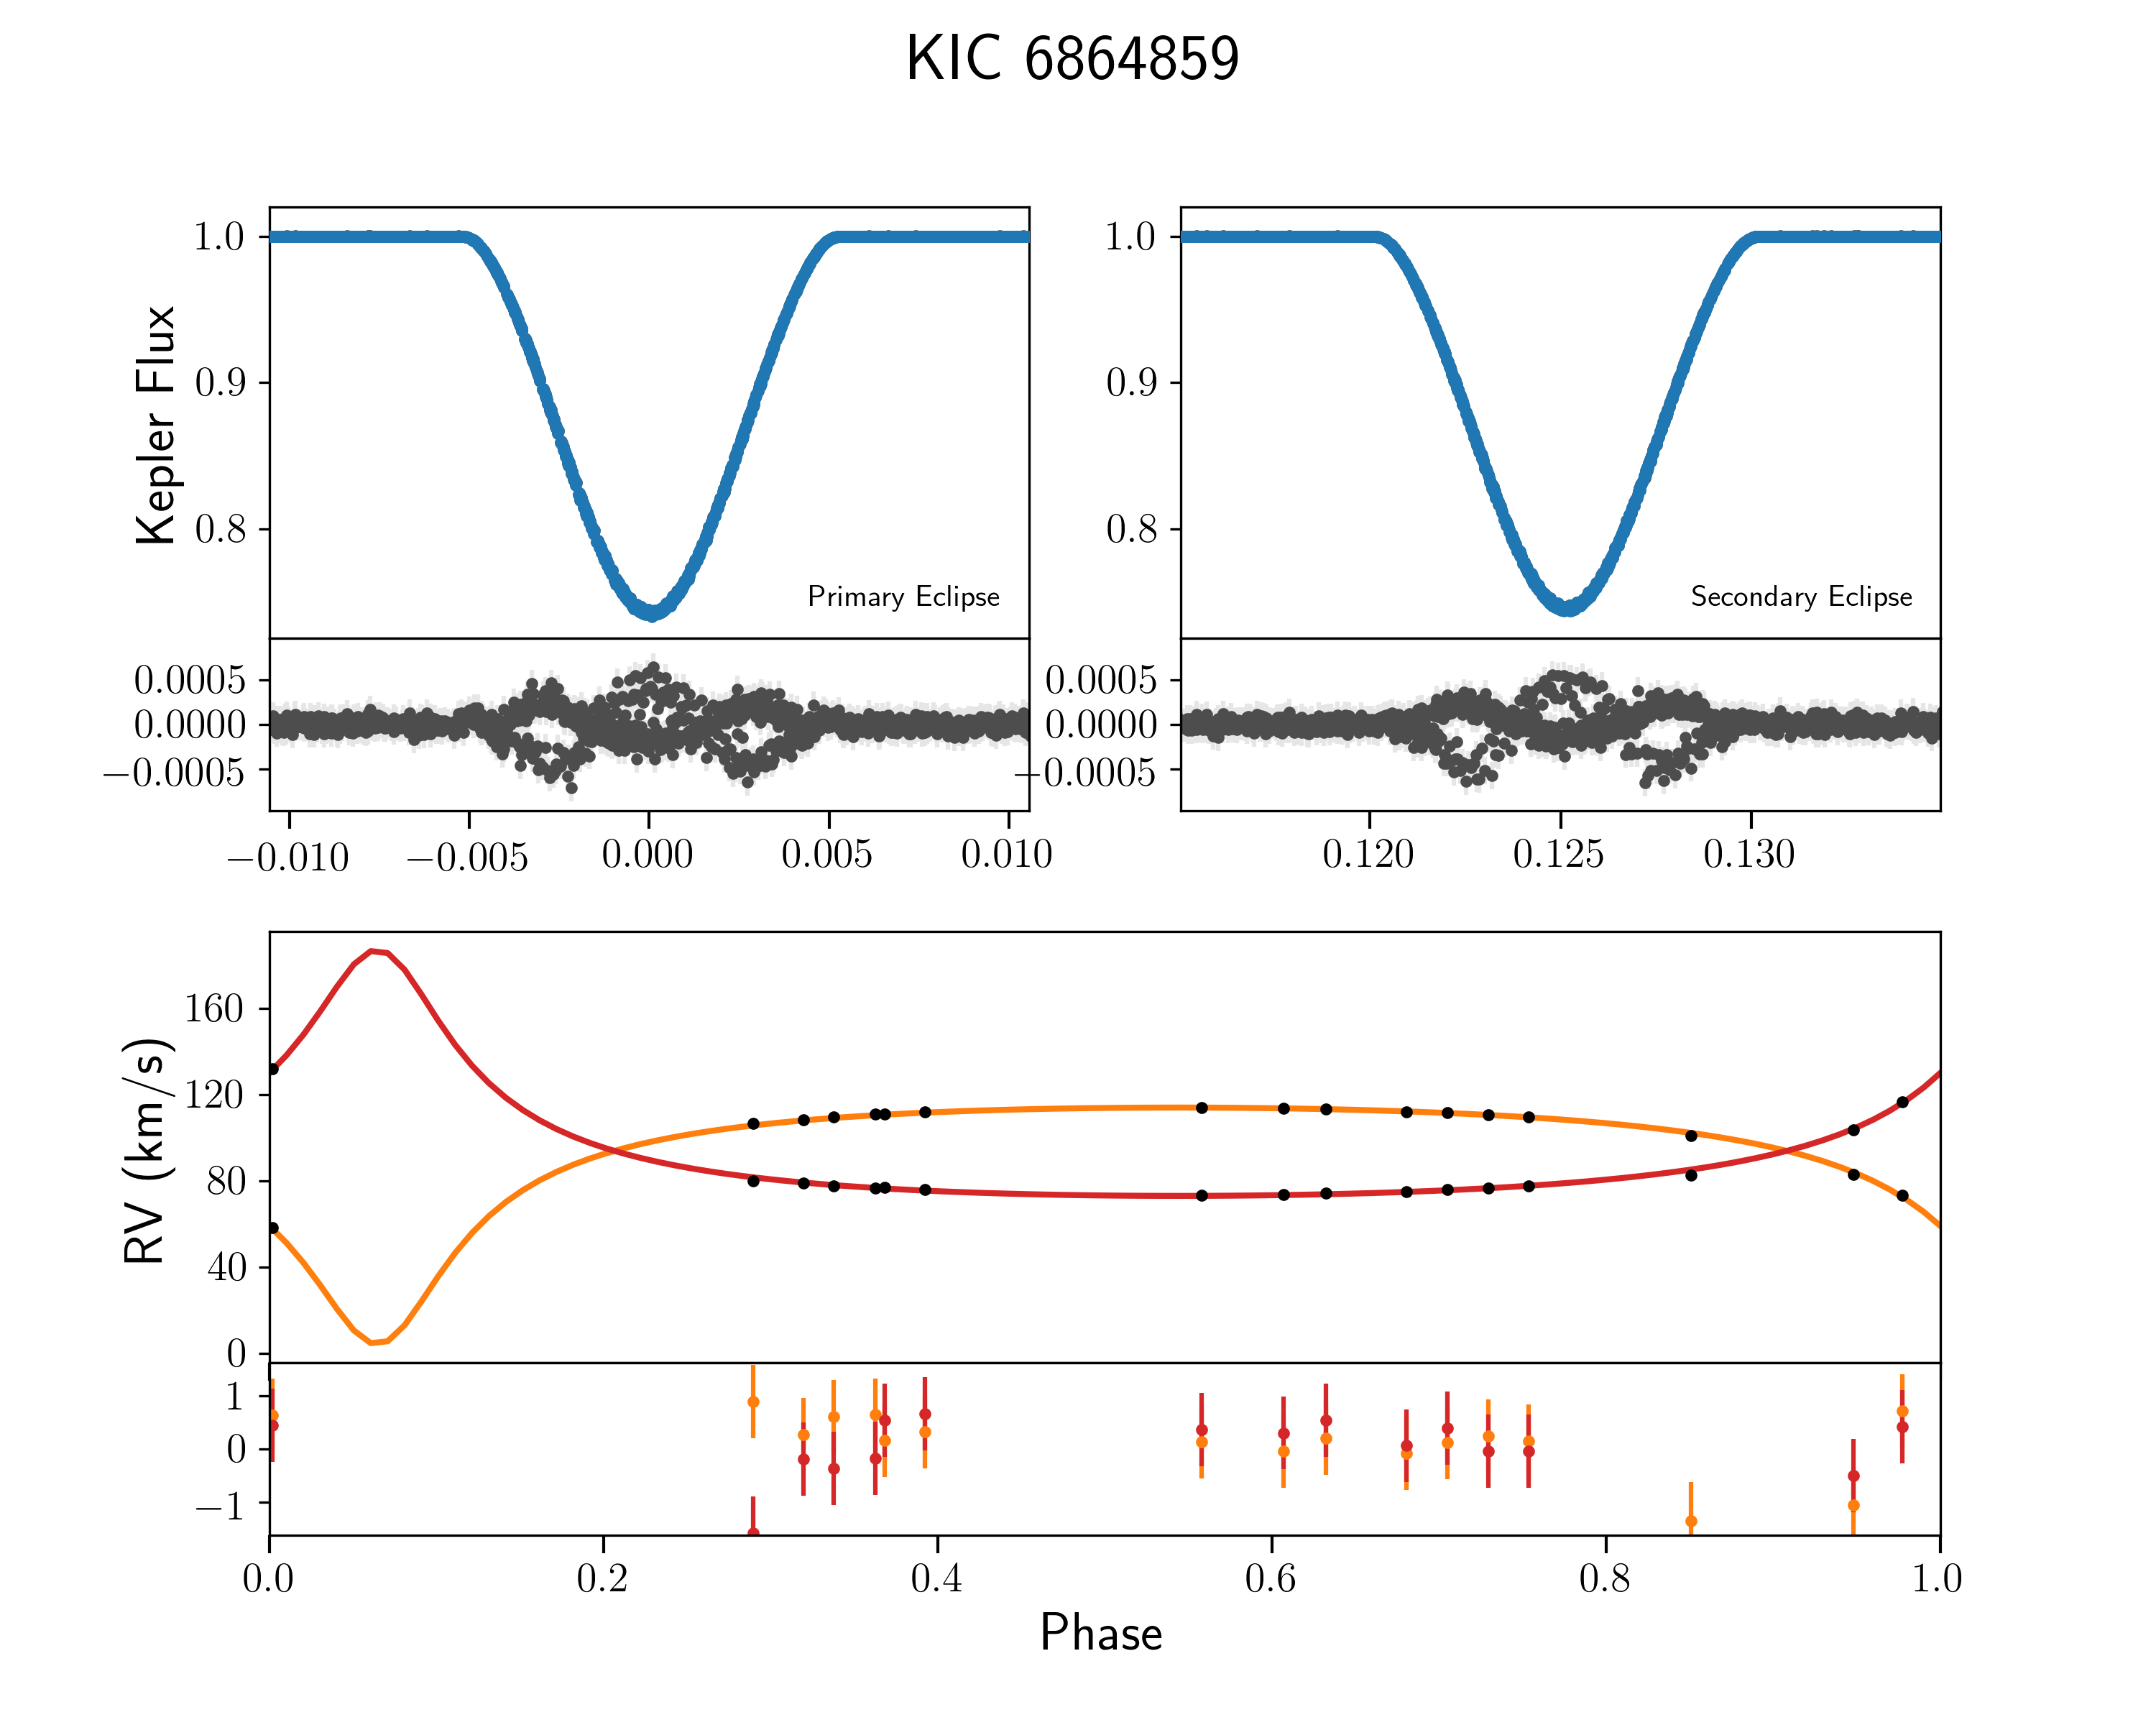 KIC 6864859
Kepler Flux
1.0
0.9
0.8
Primary Eclipse
1.0
0.9
0.8
Secondary Eclipse
0.0005
0.0000
−0.0005
0.0005
0.0000
−0.0005
−0.010 −0.005 0.000 0.005 0.010
0.120 0.125 0.130
RV (km/s)
160
120
80
40
0
1
0
−1
0.0 0.2 0.4 0.6 0.8 1.0
Phase